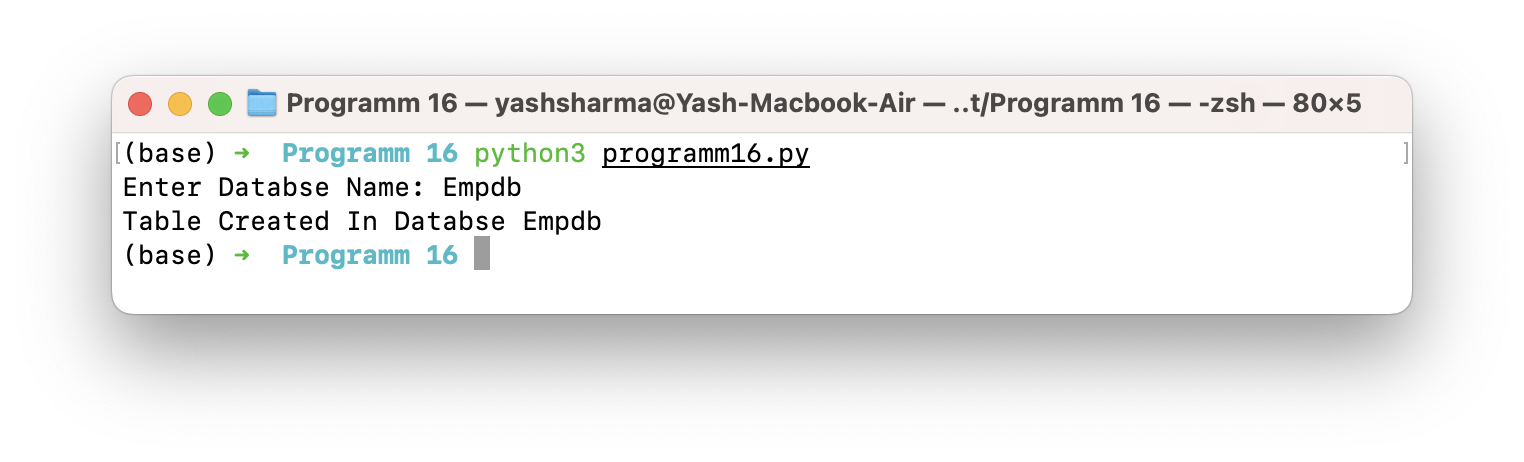 Programm 16 — yashsharma@Yash-Macbook-Air — ..t/Programm 16 — -zsh — 80×5
[(base) ➜  Programm 16 python3 programm16.py ]
Enter Databse Name: Empdb
Table Created In Databse Empdb
(base) ➜  Programm 16